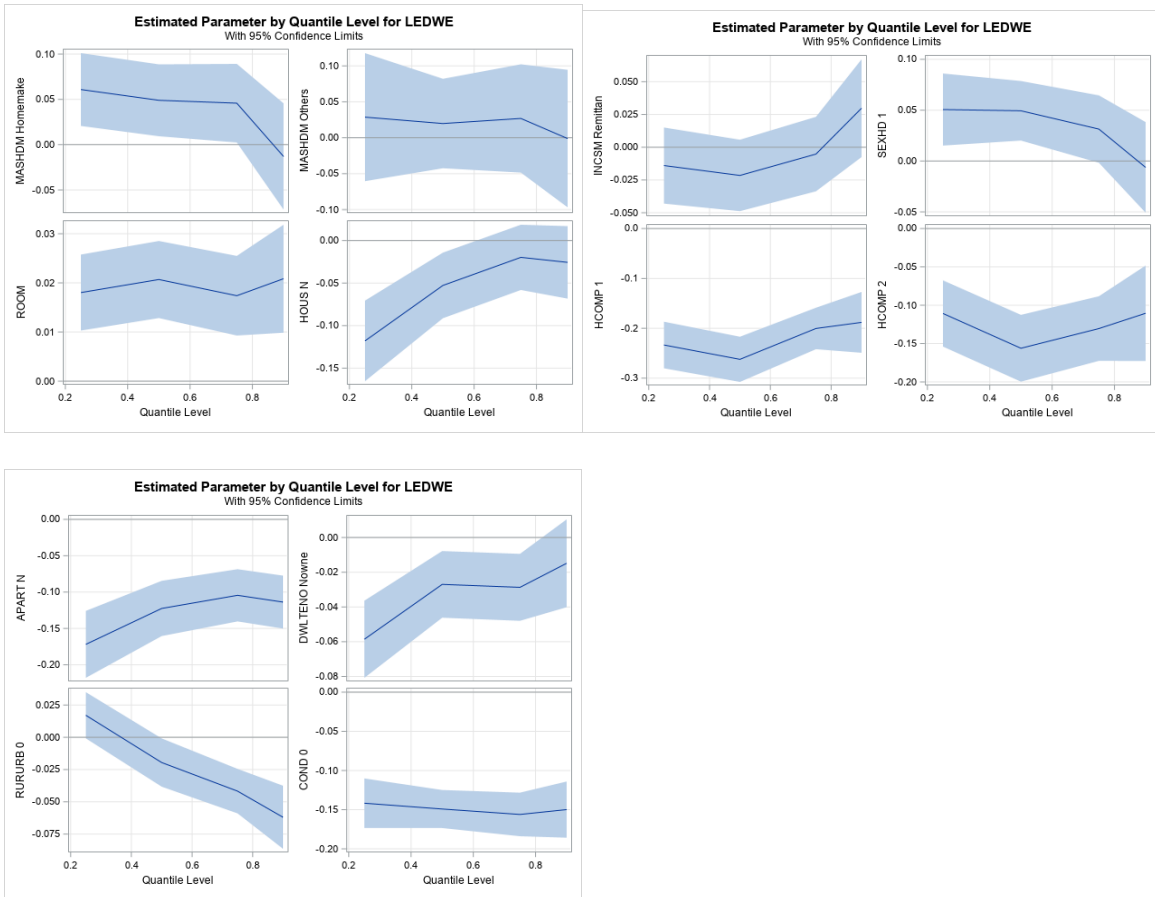 Estimated Parameter by Quantile Level for LEDWE
With 95% Confidence Limits
MASHDM Homemake
0.10
0.05
0.00
-0.05
MASHDM Others
0.10
0.05
0.00
-0.05
-0.10
ROOM
0.03
0.02
0.01
0.00
HOUS N
0.00
-0.05
-0.10
-0.15
0.2 0.4 0.6 0.8
Quantile Level
0.2 0.4 0.6 0.8
Quantile Level
Estimated Parameter by Quantile Level for LEDWE
With 95% Confidence Limits
INCSM Remittan
0.050
0.025
0.000
-0.025
-0.050
SEXHD 1
0.10
0.05
0.00
-0.05
HCOMP 1
0.0
-0.1
-0.2
-0.3
HCOMP 2
0.00
-0.05
-0.10
-0.15
-0.20
0.2 0.4 0.6 0.8
Quantile Level
0.2 0.4 0.6 0.8
Quantile Level
Estimated Parameter by Quantile Level for LEDWE
With 95% Confidence Limits
APART N
0.00
-0.05
-0.10
-0.15
-0.20
DWLTENO Nowne
0.00
-0.02
-0.04
-0.06
-0.08
RURURB 0
0.025
0.000
-0.025
-0.050
-0.075
COND 0
0.00
-0.05
-0.10
-0.15
-0.20
0.2 0.4 0.6 0.8
Quantile Level
0.2 0.4 0.6 0.8
Quantile Level